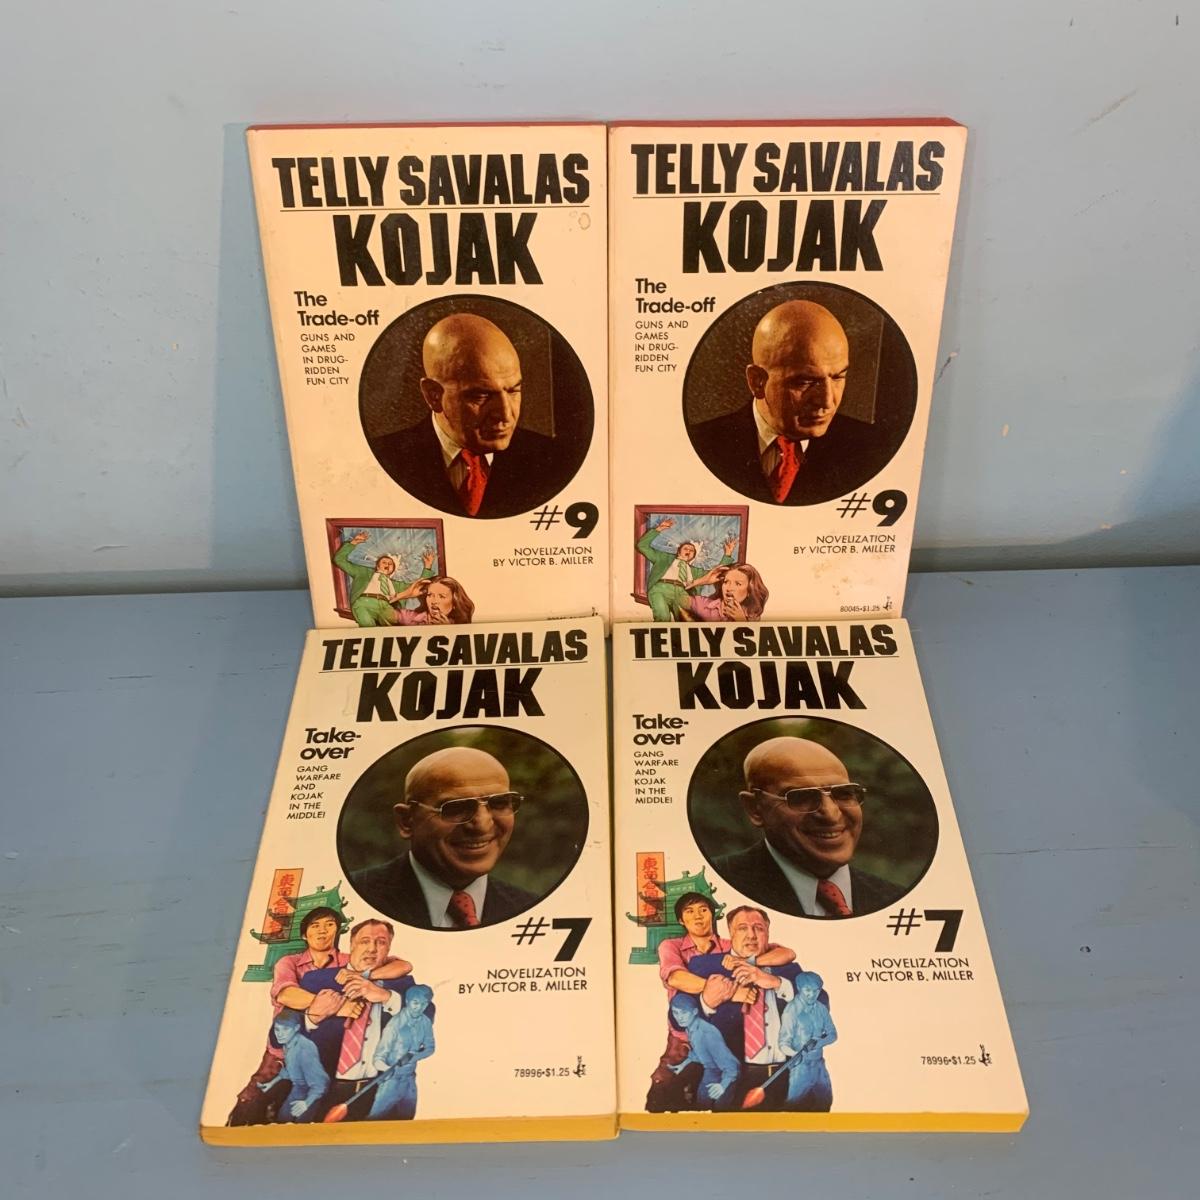 TELLY SAVALAS
KOJAK
The
Trade-off
GUNS AND
GAMES
IN DRUG-
RIDDEN
FUN CITY
#9
NOVELIZATION
BY VICTOR B. MILLER
TELLY SAVALAS
KOJAK
The
Trade-off
GUNS AND
GAMES
IN DRUG-
RIDDEN
FUN CITY
#9
NOVELIZATION
BY VICTOR B. MILLER
80045•$1.25
TELLY SAVALAS
KOJAK
Take-
over
GANG
WARFARE
AND
KOJAK
IN THE
MIDDLE!
#7
NOVELIZATION
BY VICTOR B. MILLER
78996•$1.25
TELLY SAVALAS
KOJAK
Take-
over
GANG
WARFARE
AND
KOJAK
IN THE
MIDDLE!
#7
NOVELIZATION
BY VICTOR B. MILLER
78996•$1.25